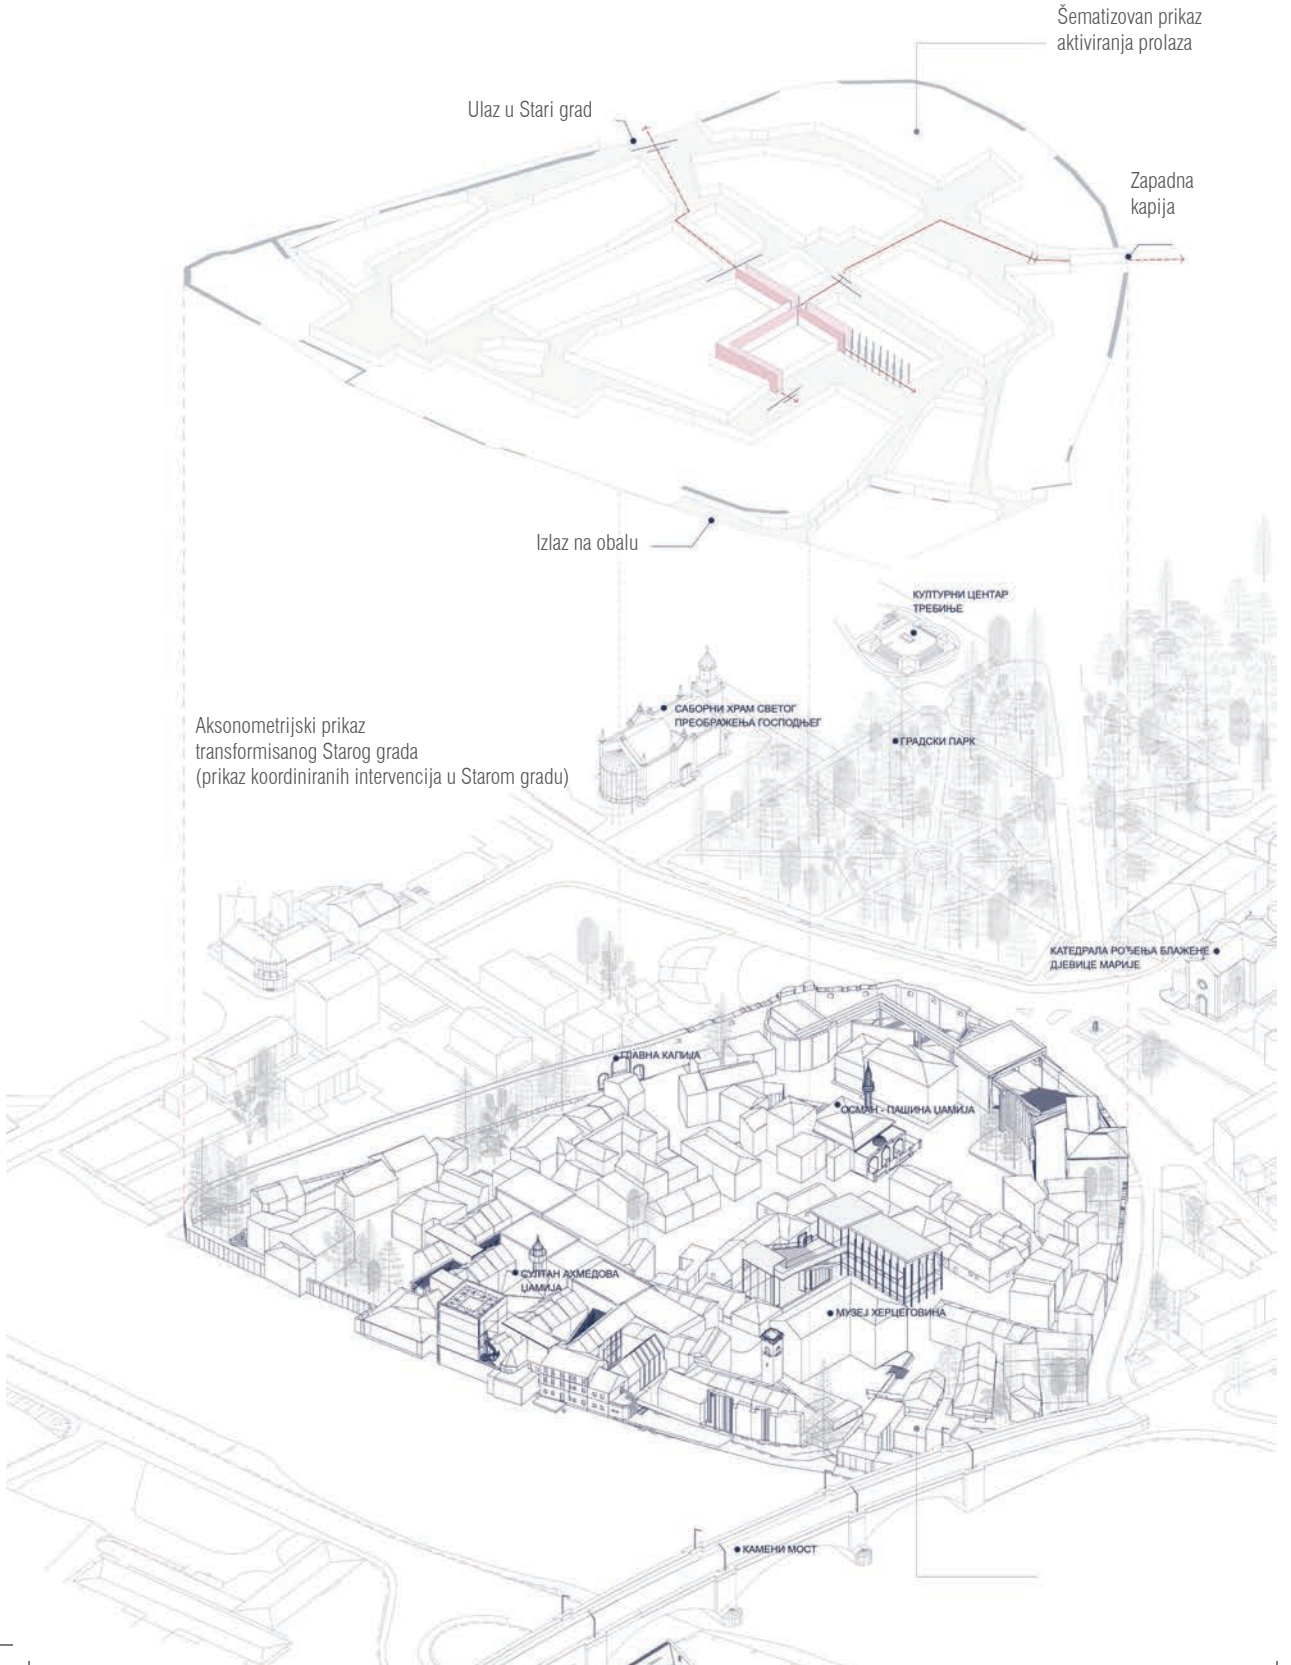 Šematizovan prikaz
aktiviranja prolaza
Ulaz u Stari grad
Zapadna
kapija
Izlaz na obalu
КУЛТУРНИ ЦЕНТАР
ТРЕБИЊЕ
САБОРНИ ХРАМ СВЕТОГ
ПРЕОБРАЖЕЊА ГОСПОДЊЕГ
ГРАДСКИ ПАРК
Aksonometrijski prikaz
transformisanog Starog grada
(prikaz koordiniranih intervencija u Starom gradu)
КАТЕДРАЛА РОЂЕЊА БЛАЖЕНЕ
ДЈЕВИЦЕ МАРИЈЕ
ГЛАВНА КАПИЈА
ОСМАН - ПАШИНА ЏАМИЈА
СУЛТАН АХМЕДОВА
ЏАМИЈА
МУЗЕЈ ХЕРЦЕГОВИНА
КАМЕНИ МОСТ